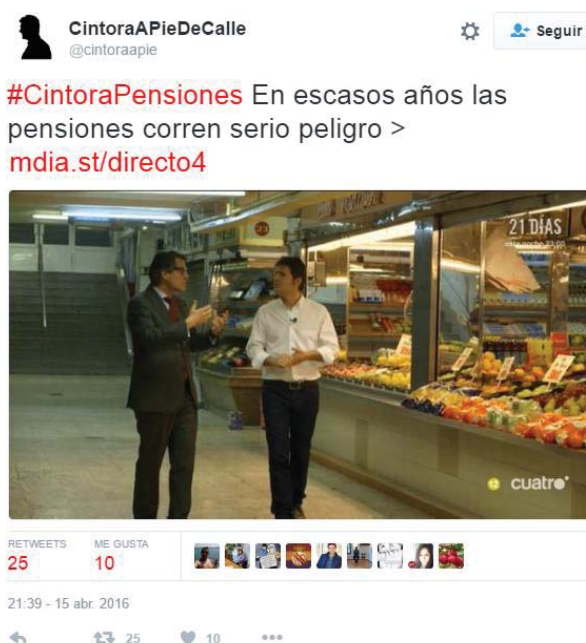 CintoraAPieDeCalle
@cintoraapie
Seguir
#CintoraPensiones En escasos años las
pensiones corren serio peligro >
mdia.st/directo4
21 DÍAS
cuatro
RETWEETS
25
ME GUSTA
10
21:39 - 15 abr. 2016
25
10